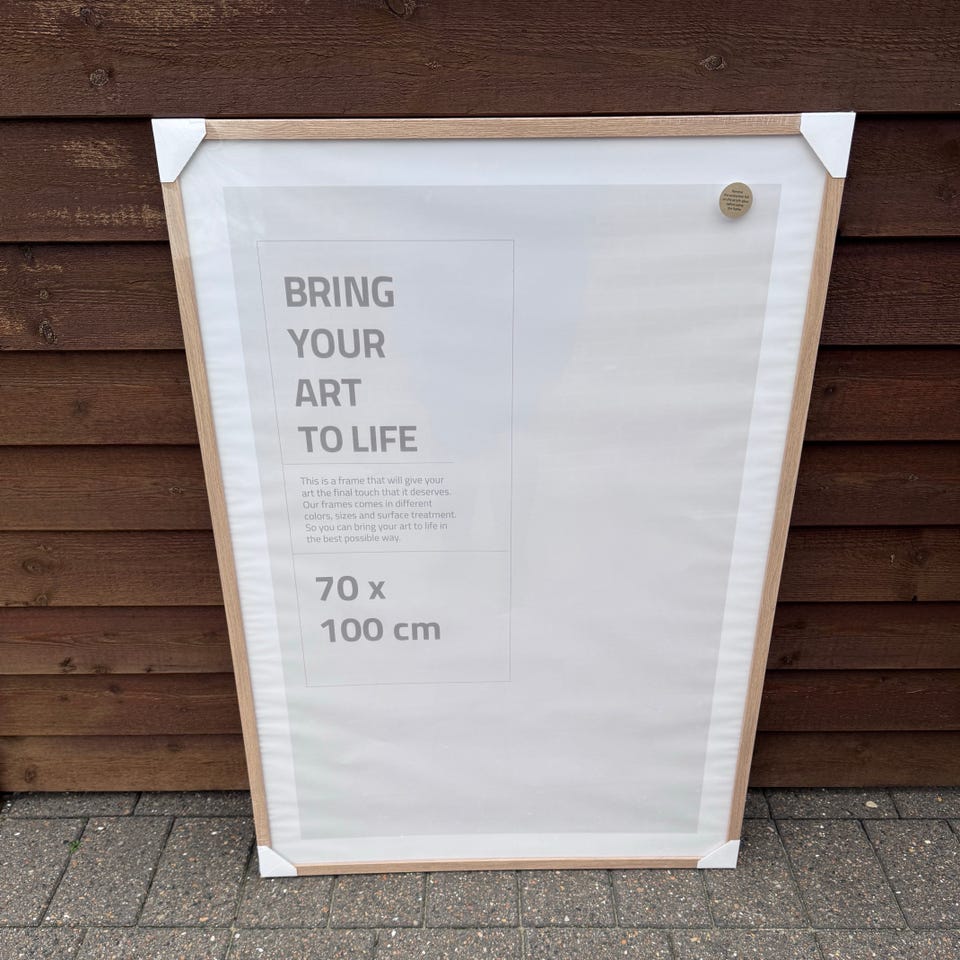 BRING
YOUR
ART
TO LIFE
This is a frame that will give your
art the final touch that it deserves.
Our frames comes in different
colors, sizes and surface treatment.
So you can bring your art to life in
the best possible way.
70 x
100 cm